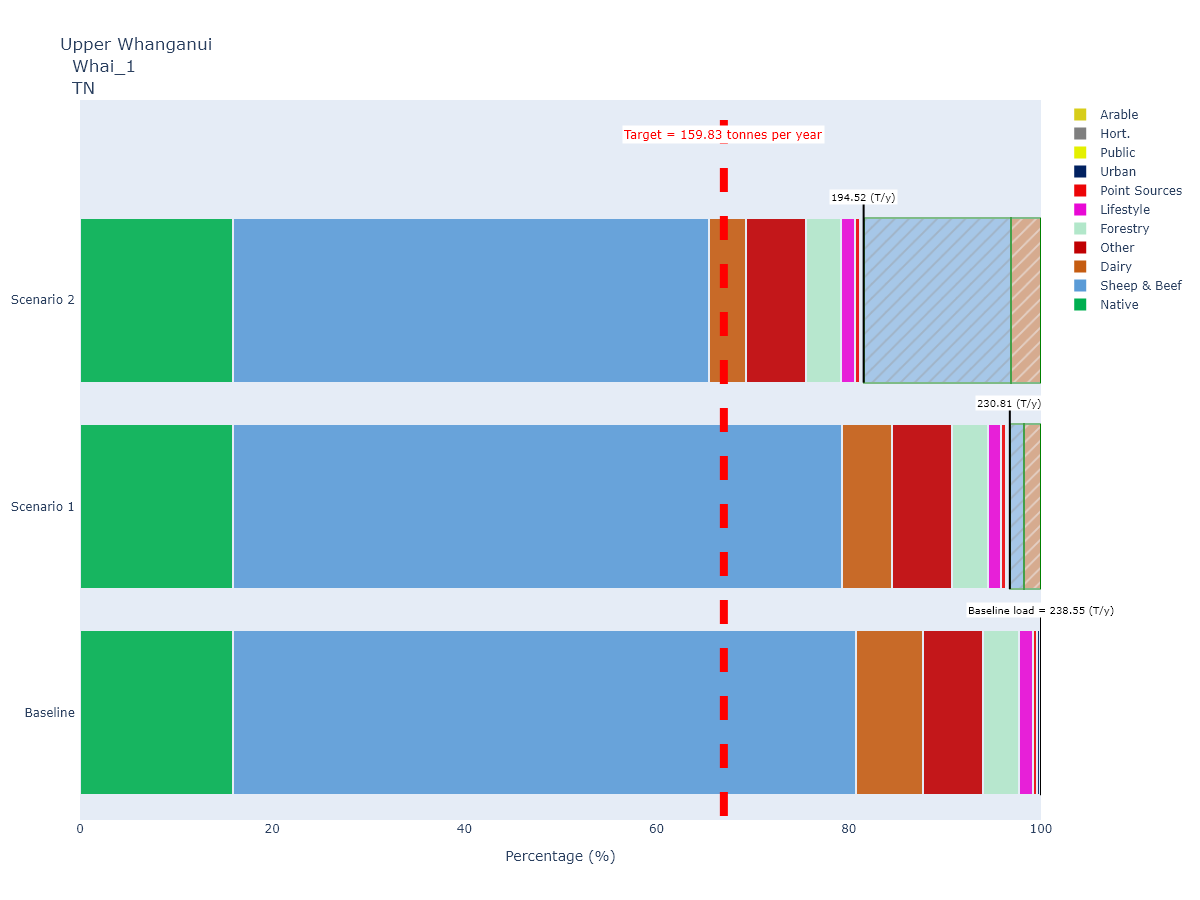 Upper Whanganui
Whai_1
TN
Target = 159.83 tonnes per year
194.52 (T/y)
Scenario 2
230.81 (T/y)
Scenario 1
Baseline load = 238.55 (T/y)
Baseline
0 20 40 60 80 100
Percentage (%)
Arable
Hort.
Public
Urban
Point Sources
Lifestyle
Forestry
Other
Dairy
Sheep & Beef
Native